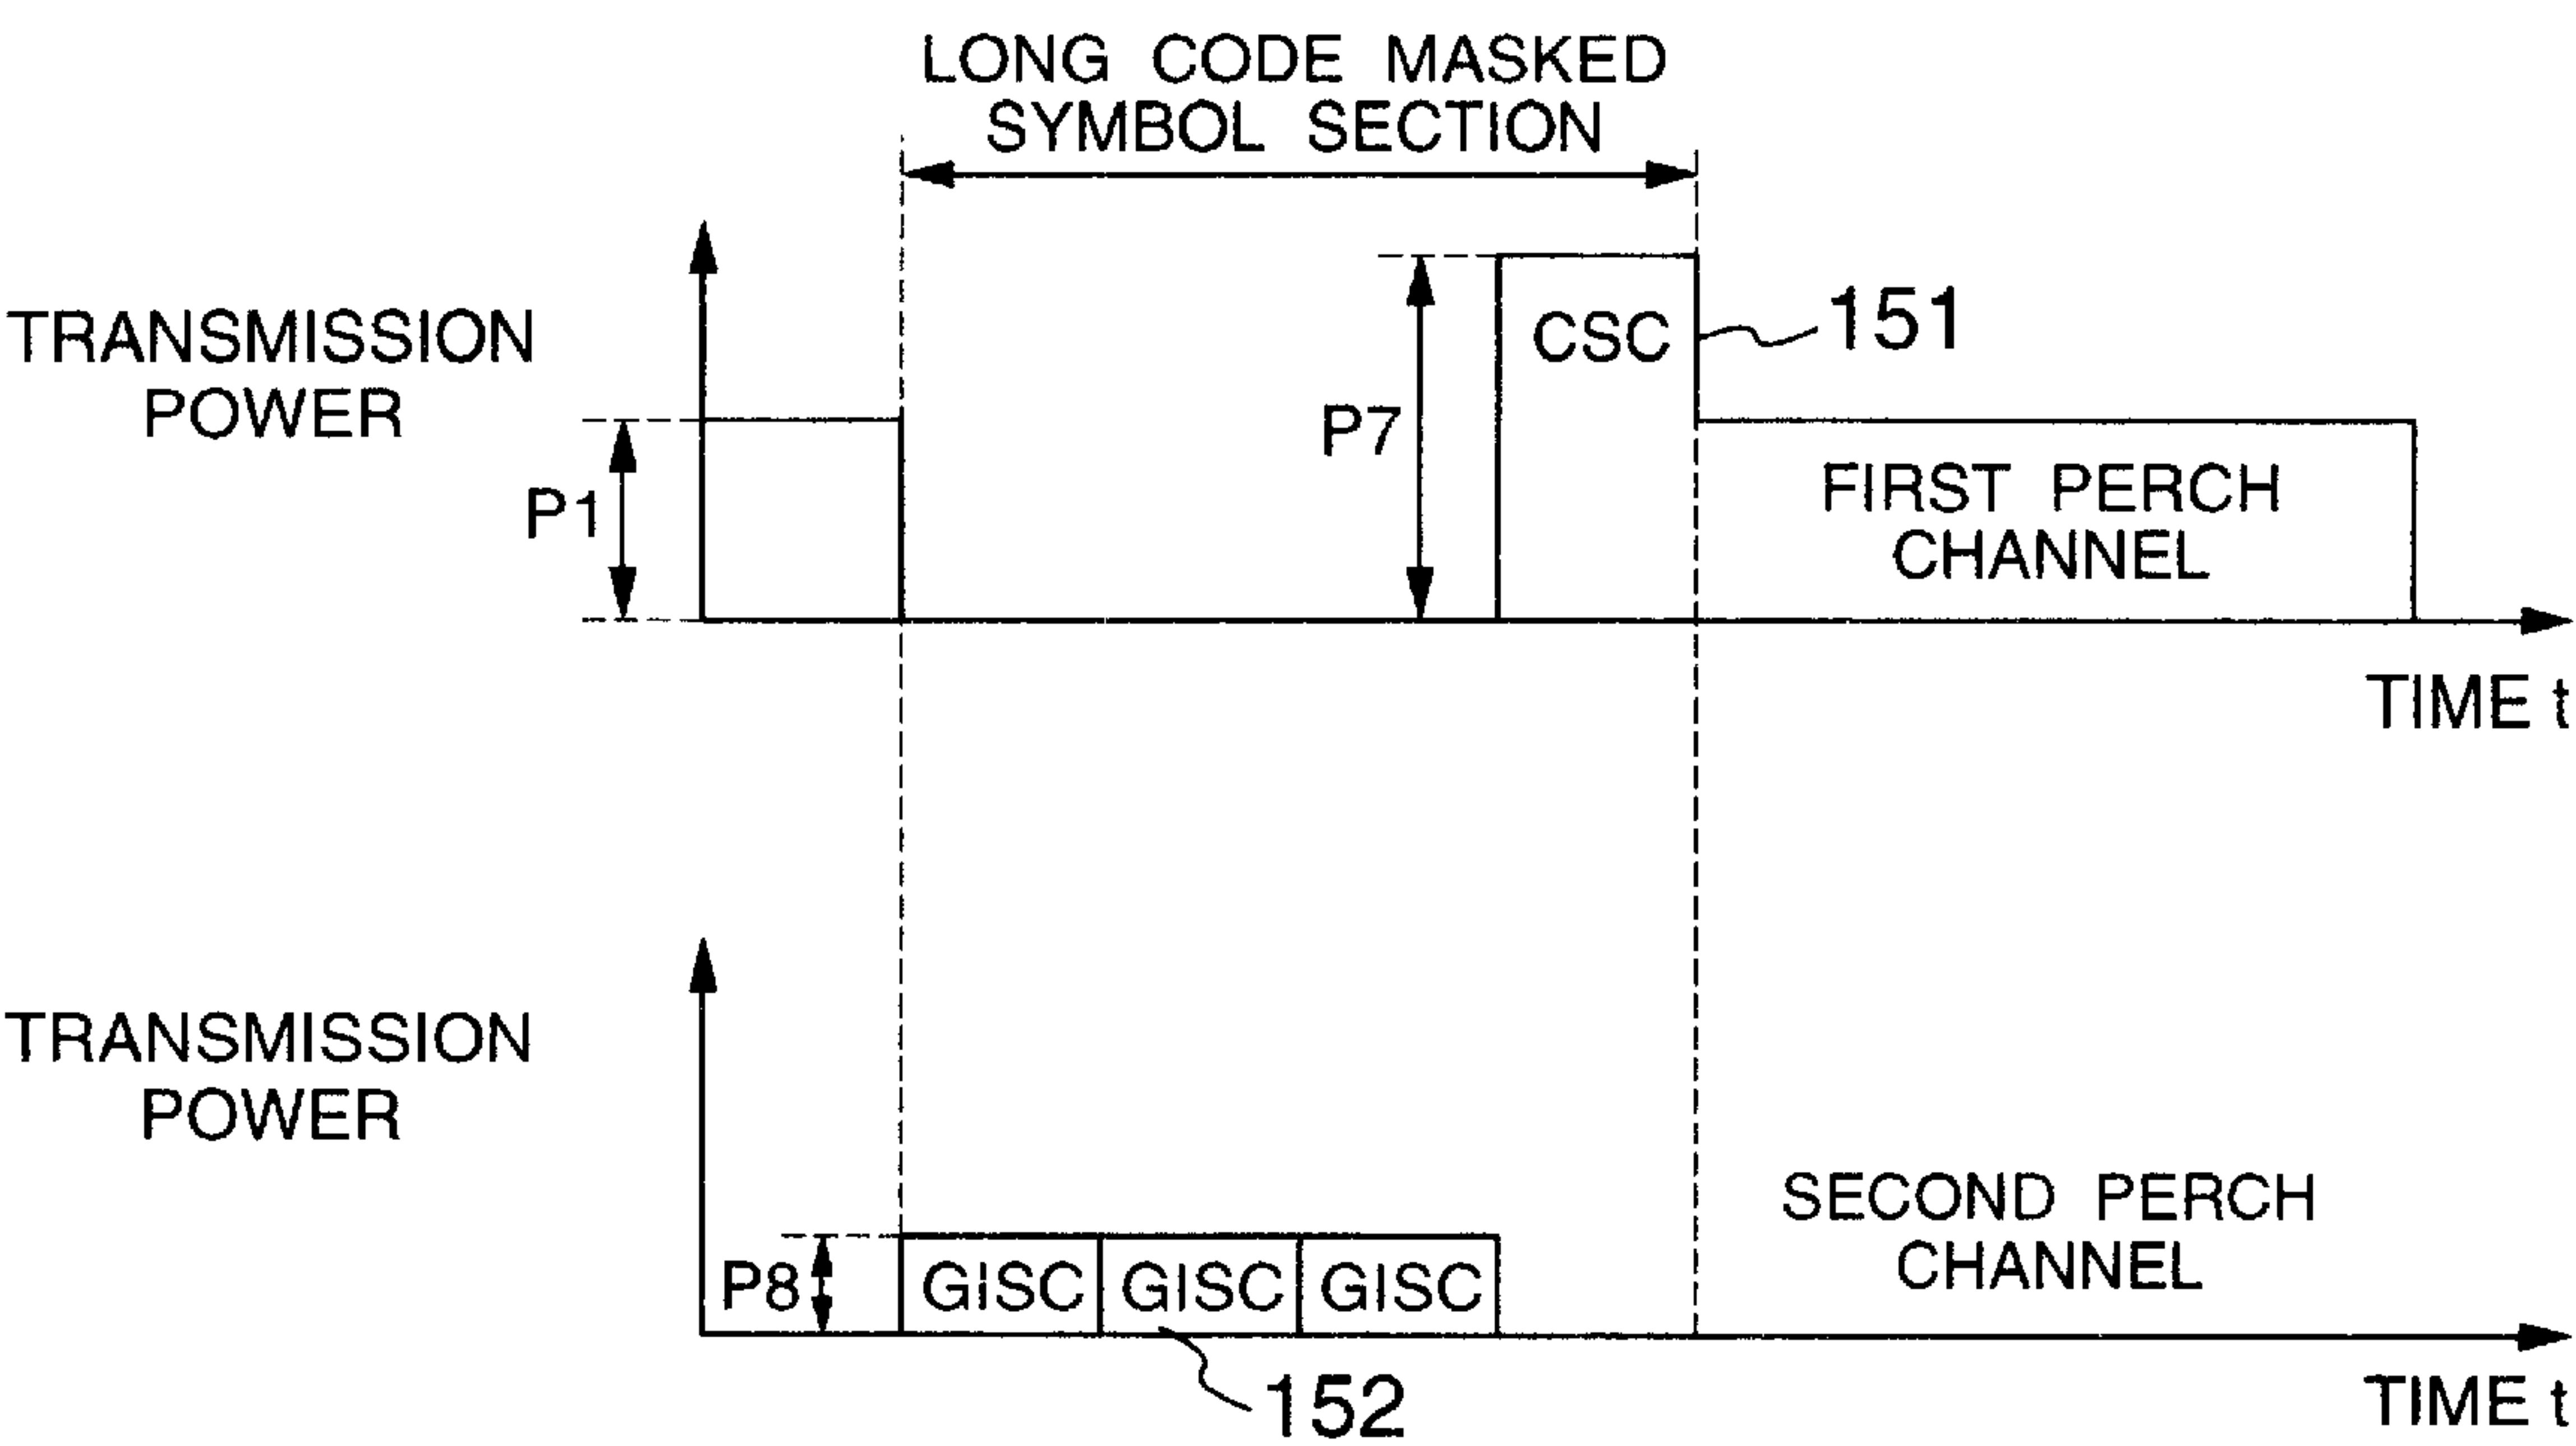 LONG CODE MASKED
SYMBOL SECTION
TRANSMISSION
POWER
P1
P7
CSC
151
FIRST PERCH
CHANNEL
TIME t
TRANSMISSION
POWER
P8
GISC
GISC
GISC
152
SECOND PERCH
CHANNEL
TIME t